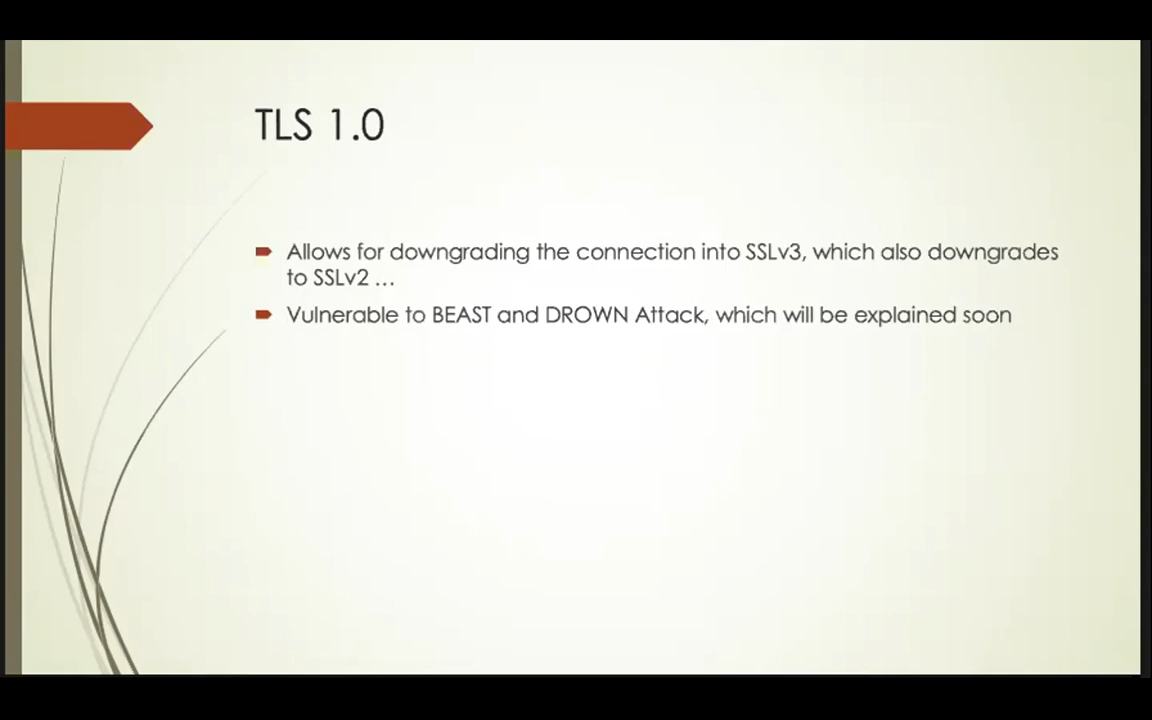 TLS 1.0
Allows for downgrading the connection into SSLv3, which also downgrades
to SSLv2 ...
Vulnerable to BEAST and DROWN Attack, which will be explained soon